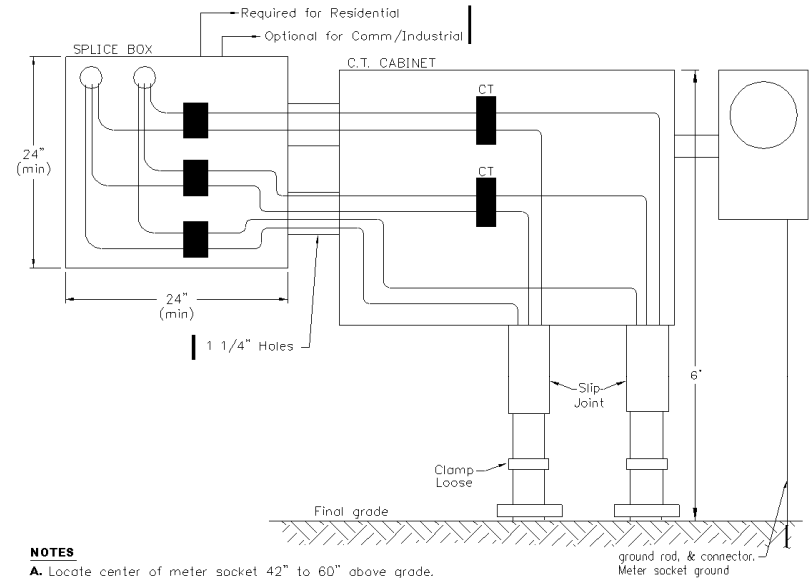 Required for Residential
Optional for Comm/Industrial
SPLICE BOX
C.T. CABINET
CT
24"
(min)
CT
24"
(min)
1 1/4" Holes
6'
Slip
Joint
Clamp
Loose
Final grade
ground rod, & connector.
Meter socket ground
NOTES
A. Locate center of meter socket 42" to 60" above grade.